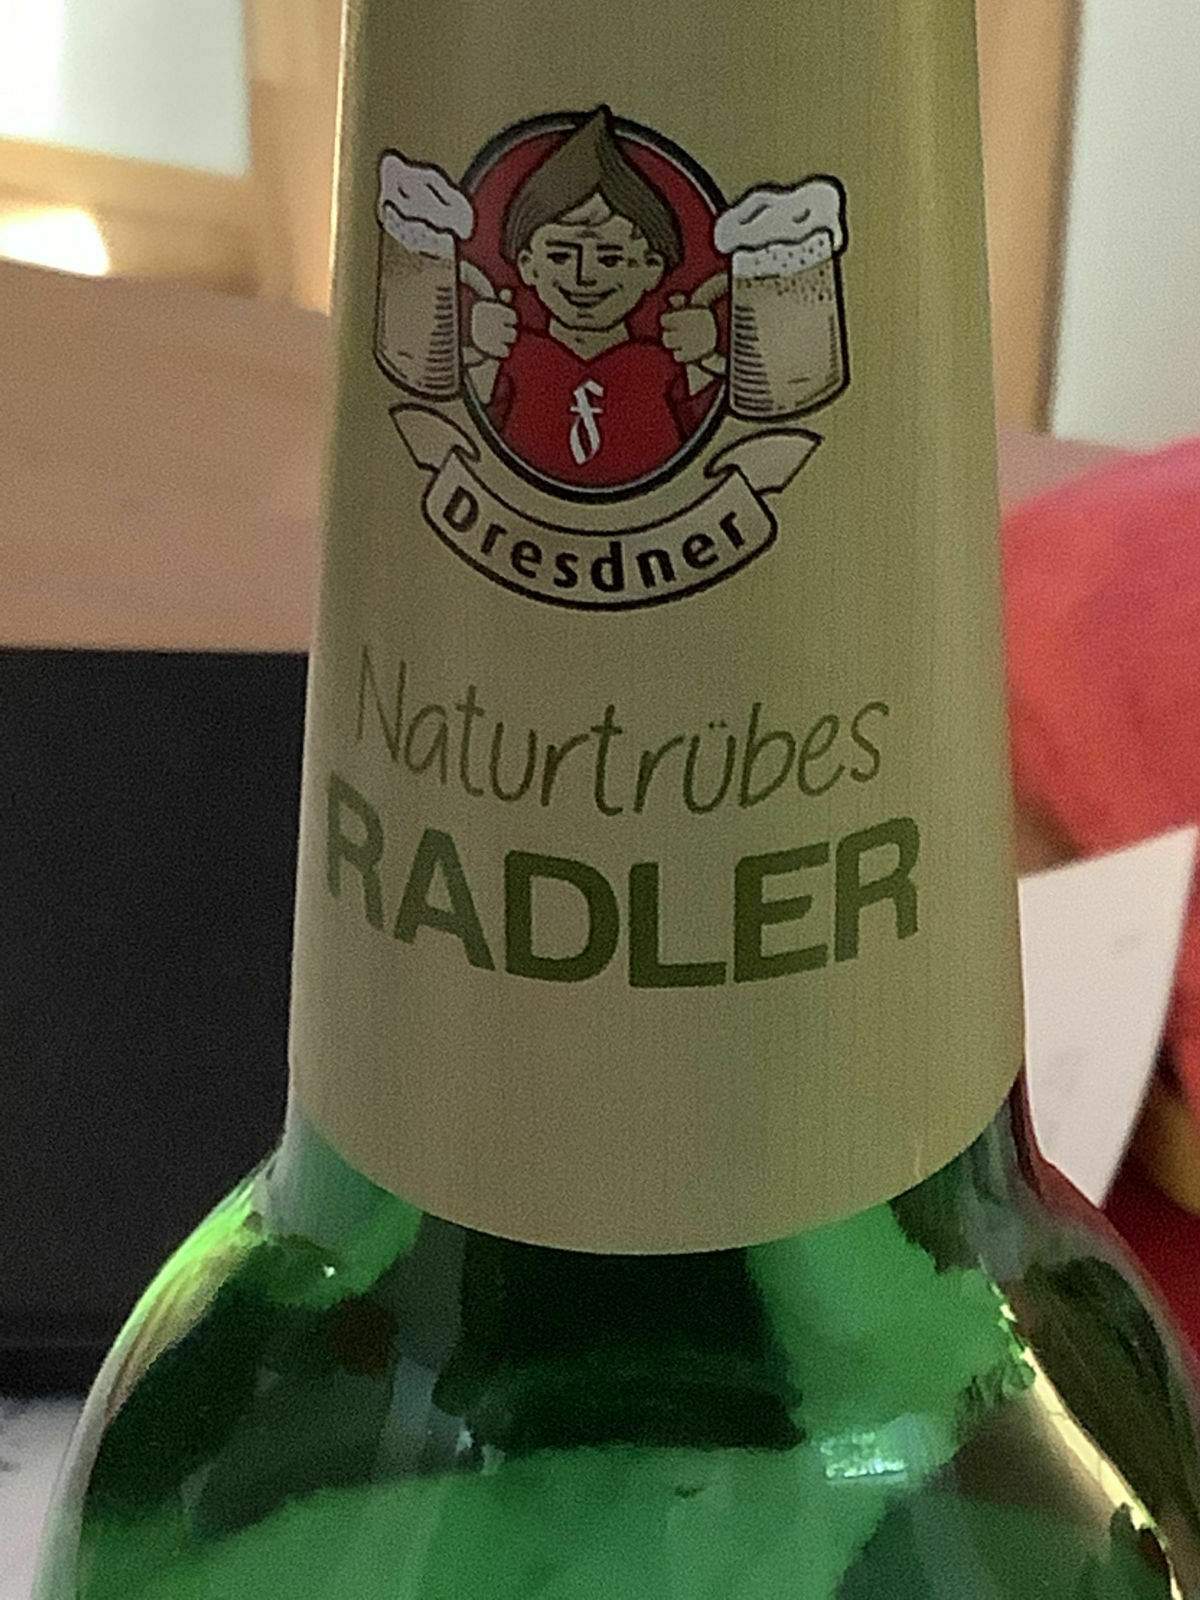 f
Dresdner
Naturtrübes
RADLER